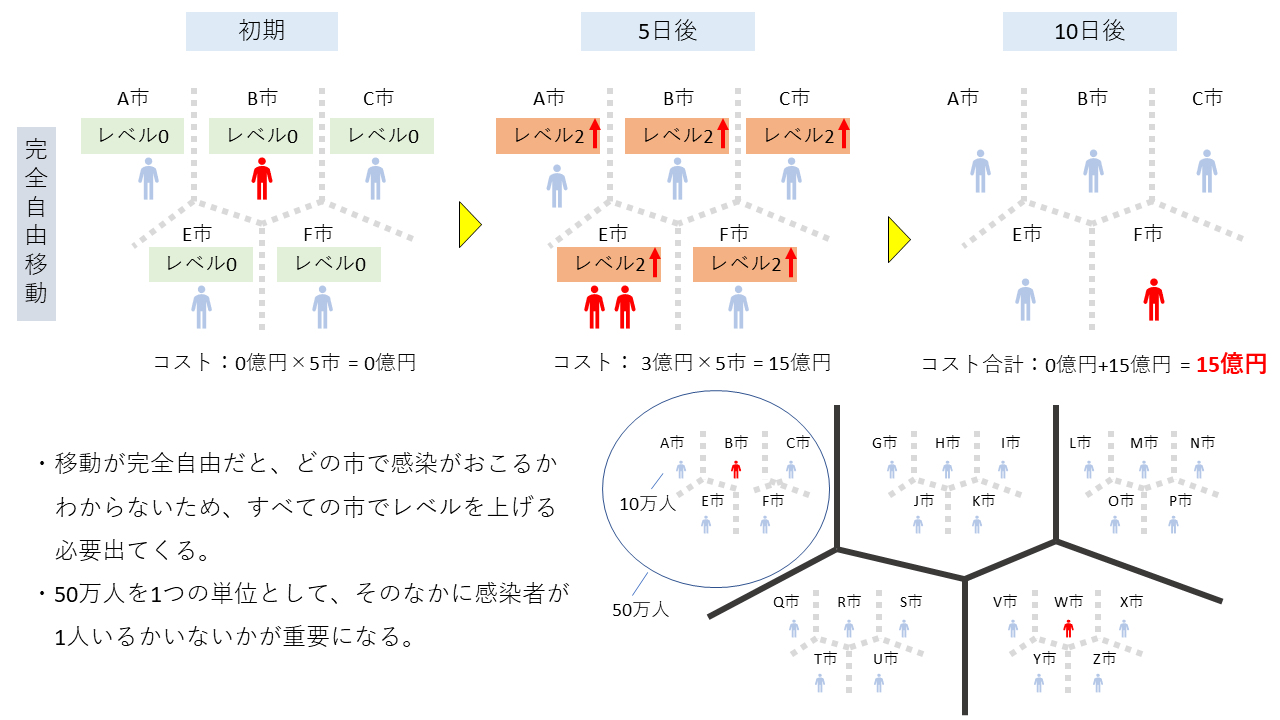 初期
5日後
10日後
完全自由移動
A市 B市 C市
レベル0 レベル0 レベル0
E市 F市
レベル0 レベル0
コスト：0億円×5市 = 0億円
A市 B市 C市
レベル2 レベル2 レベル2
E市 F市
レベル2 レベル2
コスト： 3億円×5市 = 15億円
A市 B市 C市
E市 F市
コスト合計：0億円+15億円 = 15億円
・移動が完全自由だと、どの市で感染がおこるか
わからないため、すべての市でレベルを上げる
必要出てくる。
・50万人を1つの単位として、そのなかに感染者が
1人いるかいないかが重要になる。
A市 B市 C市
10万人
E市 F市
50万人
G市 H市 I市
J市 K市
L市 M市 N市
O市 P市
Q市 R市 S市
T市 U市
V市 W市 X市
Y市 Z市